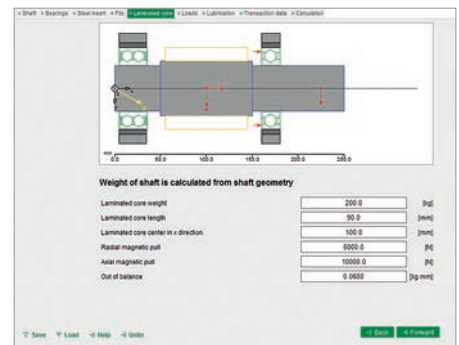 Shaft Bearings Steel insert Fits Laminated core Loads Lubrication Transaction data Calculation
mm
0.0 50.0 100.0 150.0 200.0 250.0
Weight of shaft is calculated from shaft geometry
Laminated core weight 200.0 [kg]
Laminated core length 90.0 [mm]
Laminated core center in x direction 100.0 [mm]
Radial magnetic pull 5000.0 [N]
Axial magnetic pull 10000.0 [N]
Out of balance 0.0600 [kg mm]
Save Load Help Units Back Forward